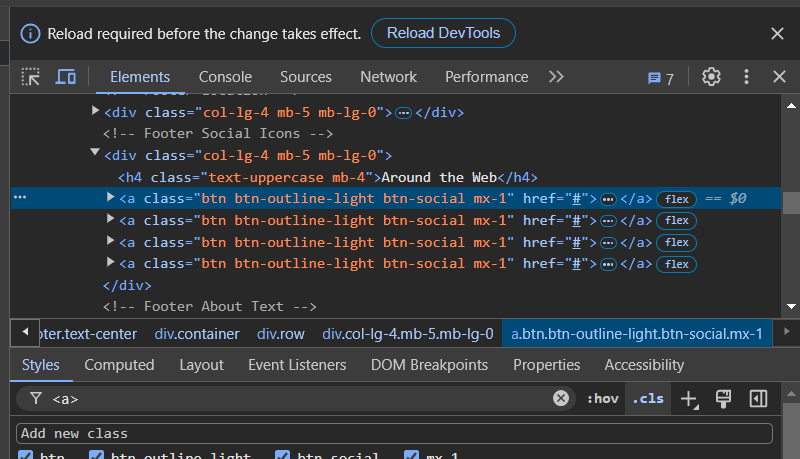 Reload required before the change takes effect. Reload DevTools
Elements Console Sources Network Performance 7
<div class="col-lg-4 mb-5 mb-lg-0">…</div>
<!-- Footer Social Icons -->
<div class="col-lg-4 mb-5 mb-lg-0">
<h4 class="text-uppercase mb-4">Around the Web</h4>
<a class="btn btn-outline-light btn-social mx-1" href="#">…</a> flex == $0
<a class="btn btn-outline-light btn-social mx-1" href="#">…</a> flex
<a class="btn btn-outline-light btn-social mx-1" href="#">…</a> flex
<a class="btn btn-outline-light btn-social mx-1" href="#">…</a> flex
</div>
<!-- Footer About Text -->
oter.text-center div.container div.row div.col-lg-4.mb-5.mb-lg-0 a.btn.btn-outline-light.btn-social.mx-1
Styles Computed Layout Event Listeners DOM Breakpoints Properties Accessibility
<a> :hov .cls
Add new class
btn btn-outline-light btn-social mx-1